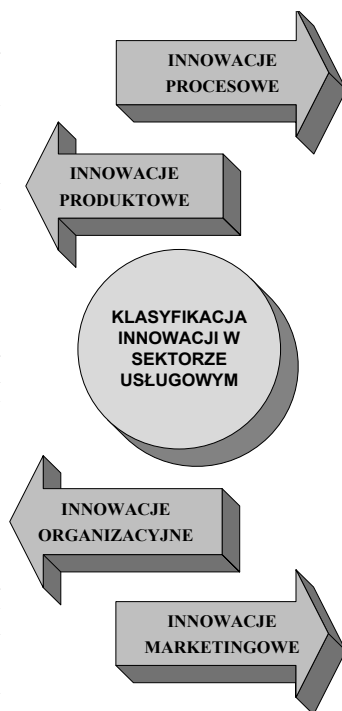 INNOWACJE
PROCESOWE
INNOWACJE
PRODUKTOWE
KLASYFIKACJA
INNOWACJI W
SEKTORZE
USŁUGOWYM
INNOWACJE
ORGANIZACYJNE
INNOWACJE
MARKETINGOWE